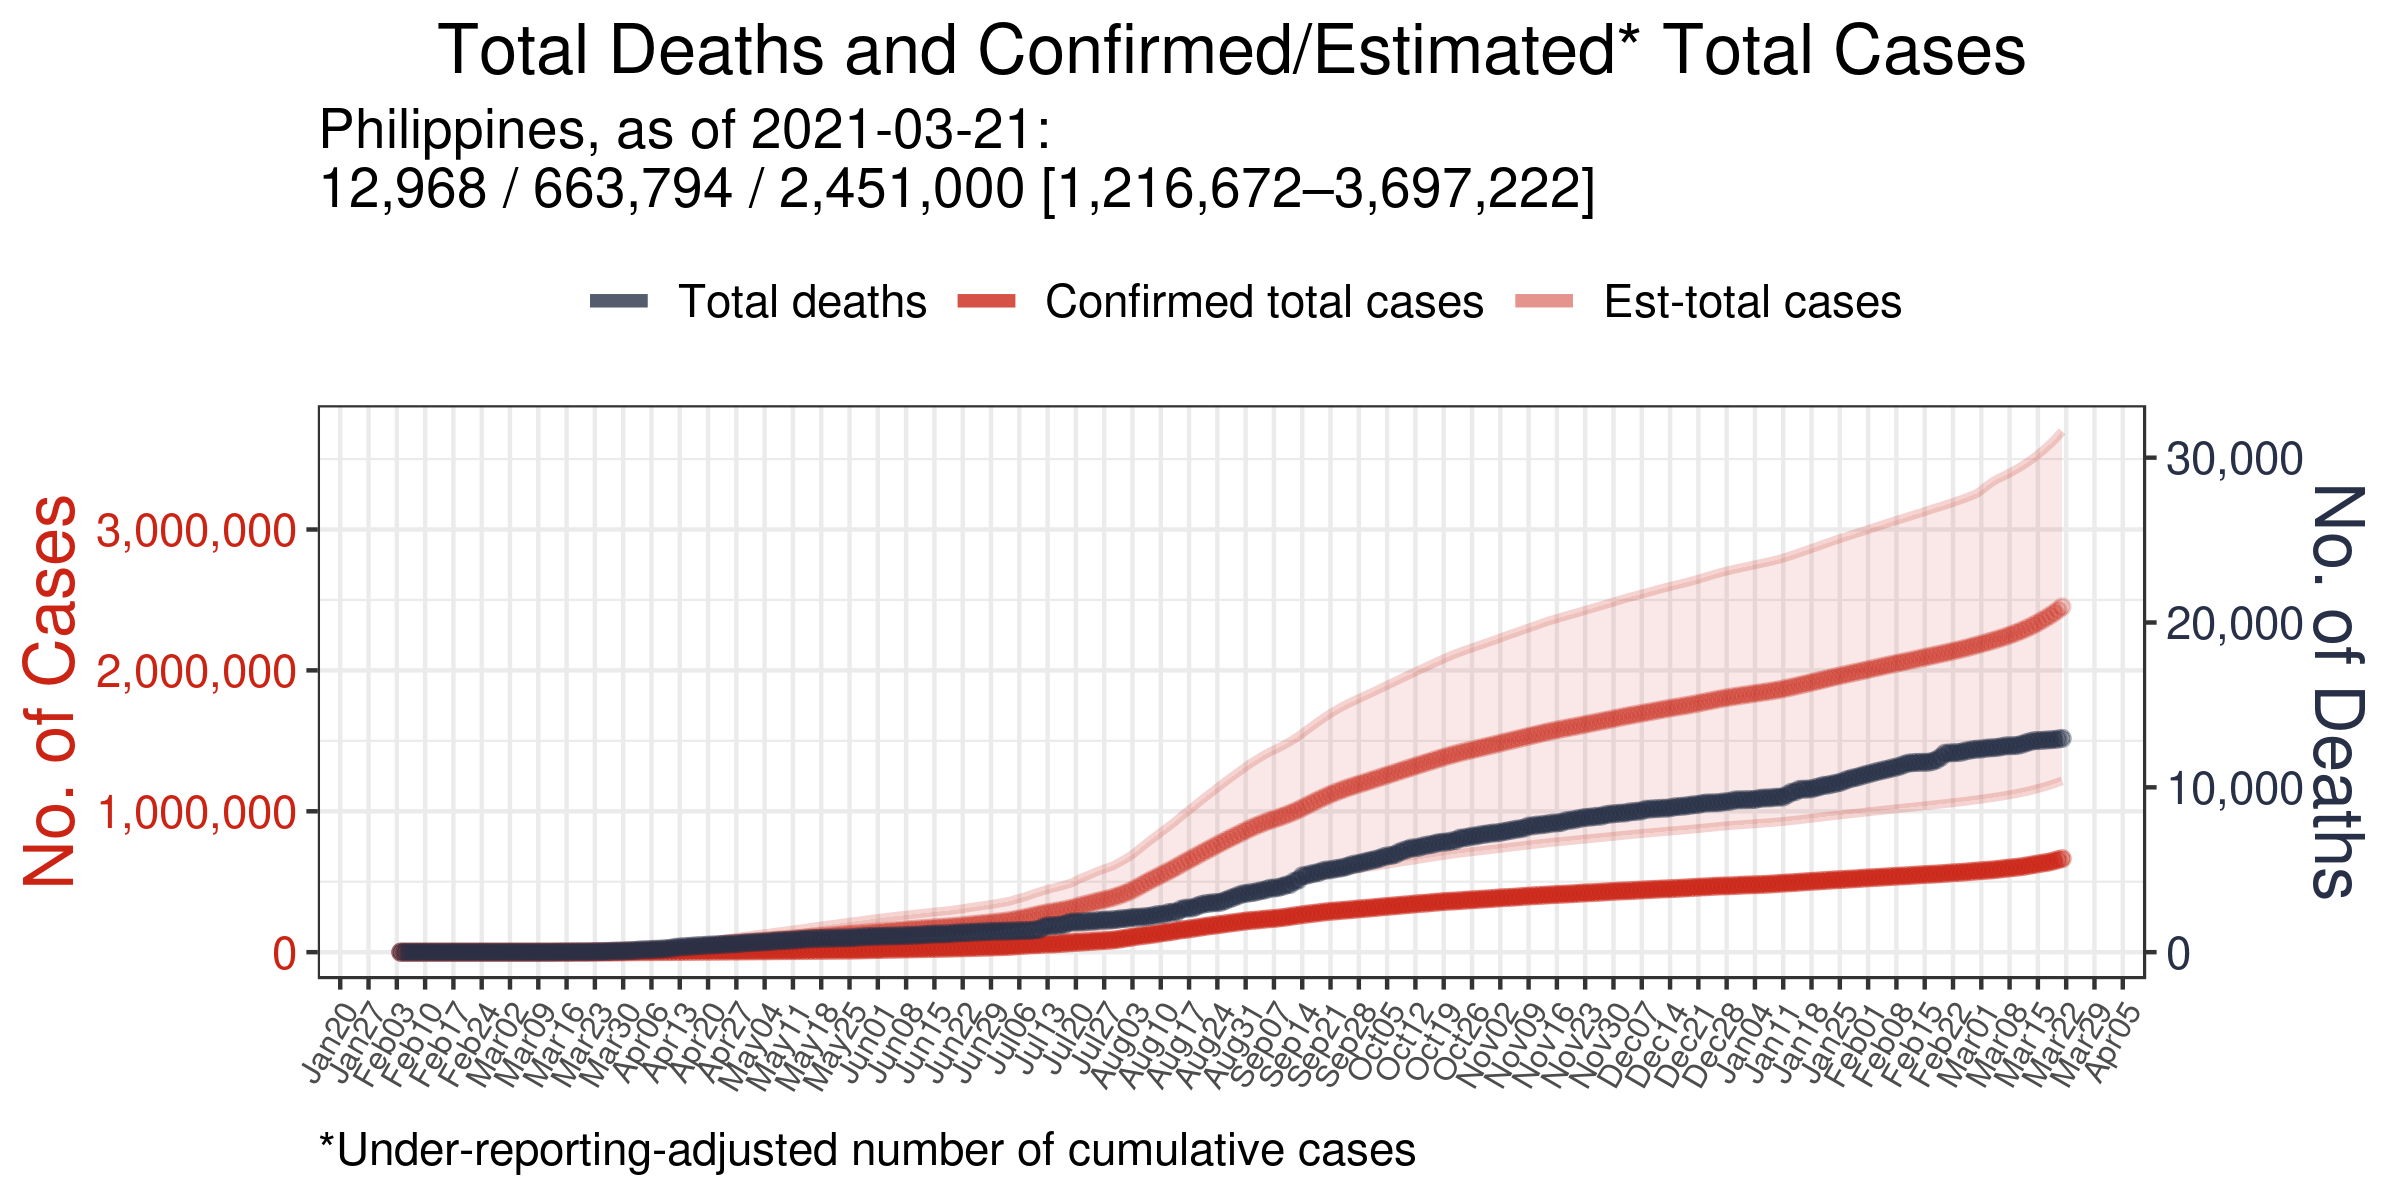 Total Deaths and Confirmed/Estimated* Total Cases
Philippines, as of 2021-03-21:
12,968 / 663,794 / 2,451,000 [1,216,672–3,697,222]
Total deaths
Confirmed total cases
Est-total cases
No. of Cases
3,000,000
2,000,000
1,000,000
0
30,000
20,000
10,000
0
No. of Deaths
Jan20
Jan27
Feb03
Feb10
Feb17
Feb24
Mar02
Mar09
Mar16
Mar23
Mar30
Apr06
Apr13
Apr20
Apr27
May04
May11
May18
May25
Jun01
Jun08
Jun15
Jun22
Jun29
Jul06
Jul13
Jul20
Jul27
Aug03
Aug10
Aug17
Aug24
Aug31
Sep07
Sep14
Sep21
Sep28
Oct05
Oct12
Oct19
Oct26
Nov02
Nov09
Nov16
Nov23
Nov30
Dec07
Dec14
Dec21
Dec28
Jan04
Jan11
Jan18
Jan25
Feb01
Feb08
Feb15
Feb22
Mar01
Mar08
Mar15
Mar22
Mar29
Apr05
*Under-reporting-adjusted number of cumulative cases